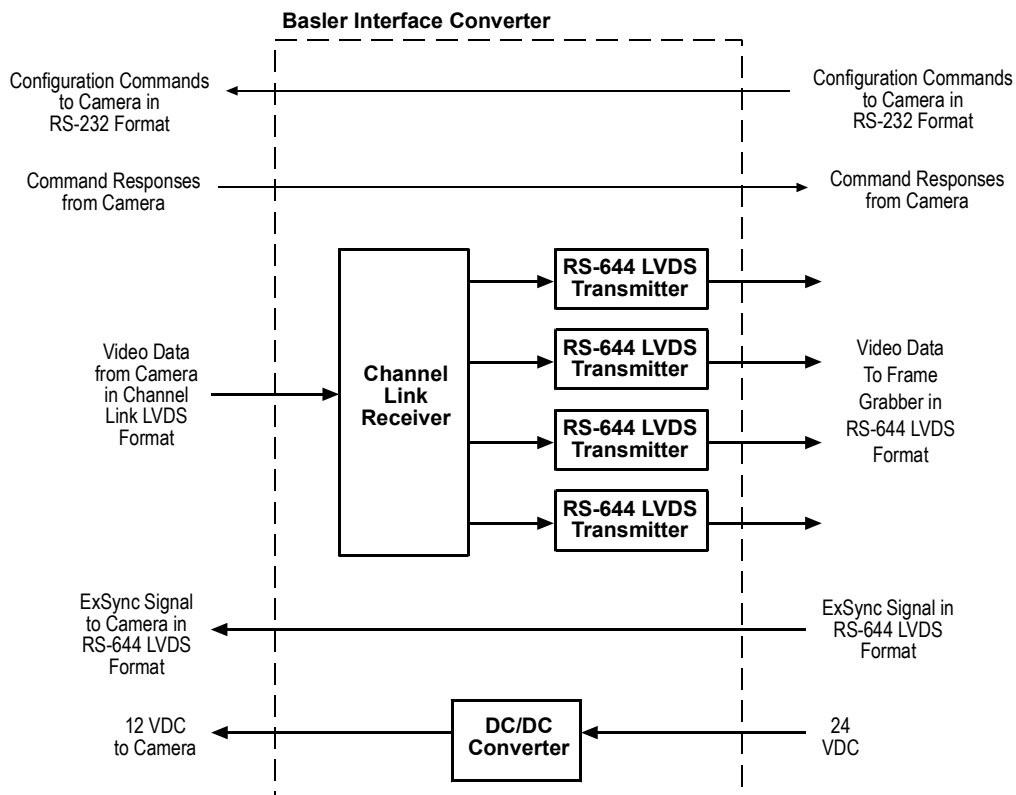 Basler Interface Converter
Configuration Commands
to Camera in
RS-232 Format
Configuration Commands
to Camera in
RS-232 Format
Command Responses
from Camera
Command Responses
from Camera
Video Data
from Camera
in Channel
Link LVDS
Format
Channel
Link
Receiver
RS-644 LVDS
Transmitter
RS-644 LVDS
Transmitter
RS-644 LVDS
Transmitter
RS-644 LVDS
Transmitter
Video Data
To Frame
Grabber in
RS-644 LVDS
Format
ExSync Signal
to Camera in
RS-644 LVDS
Format
ExSync Signal in
RS-644 LVDS
Format
12 VDC
to Camera
DC/DC
Converter
24
VDC